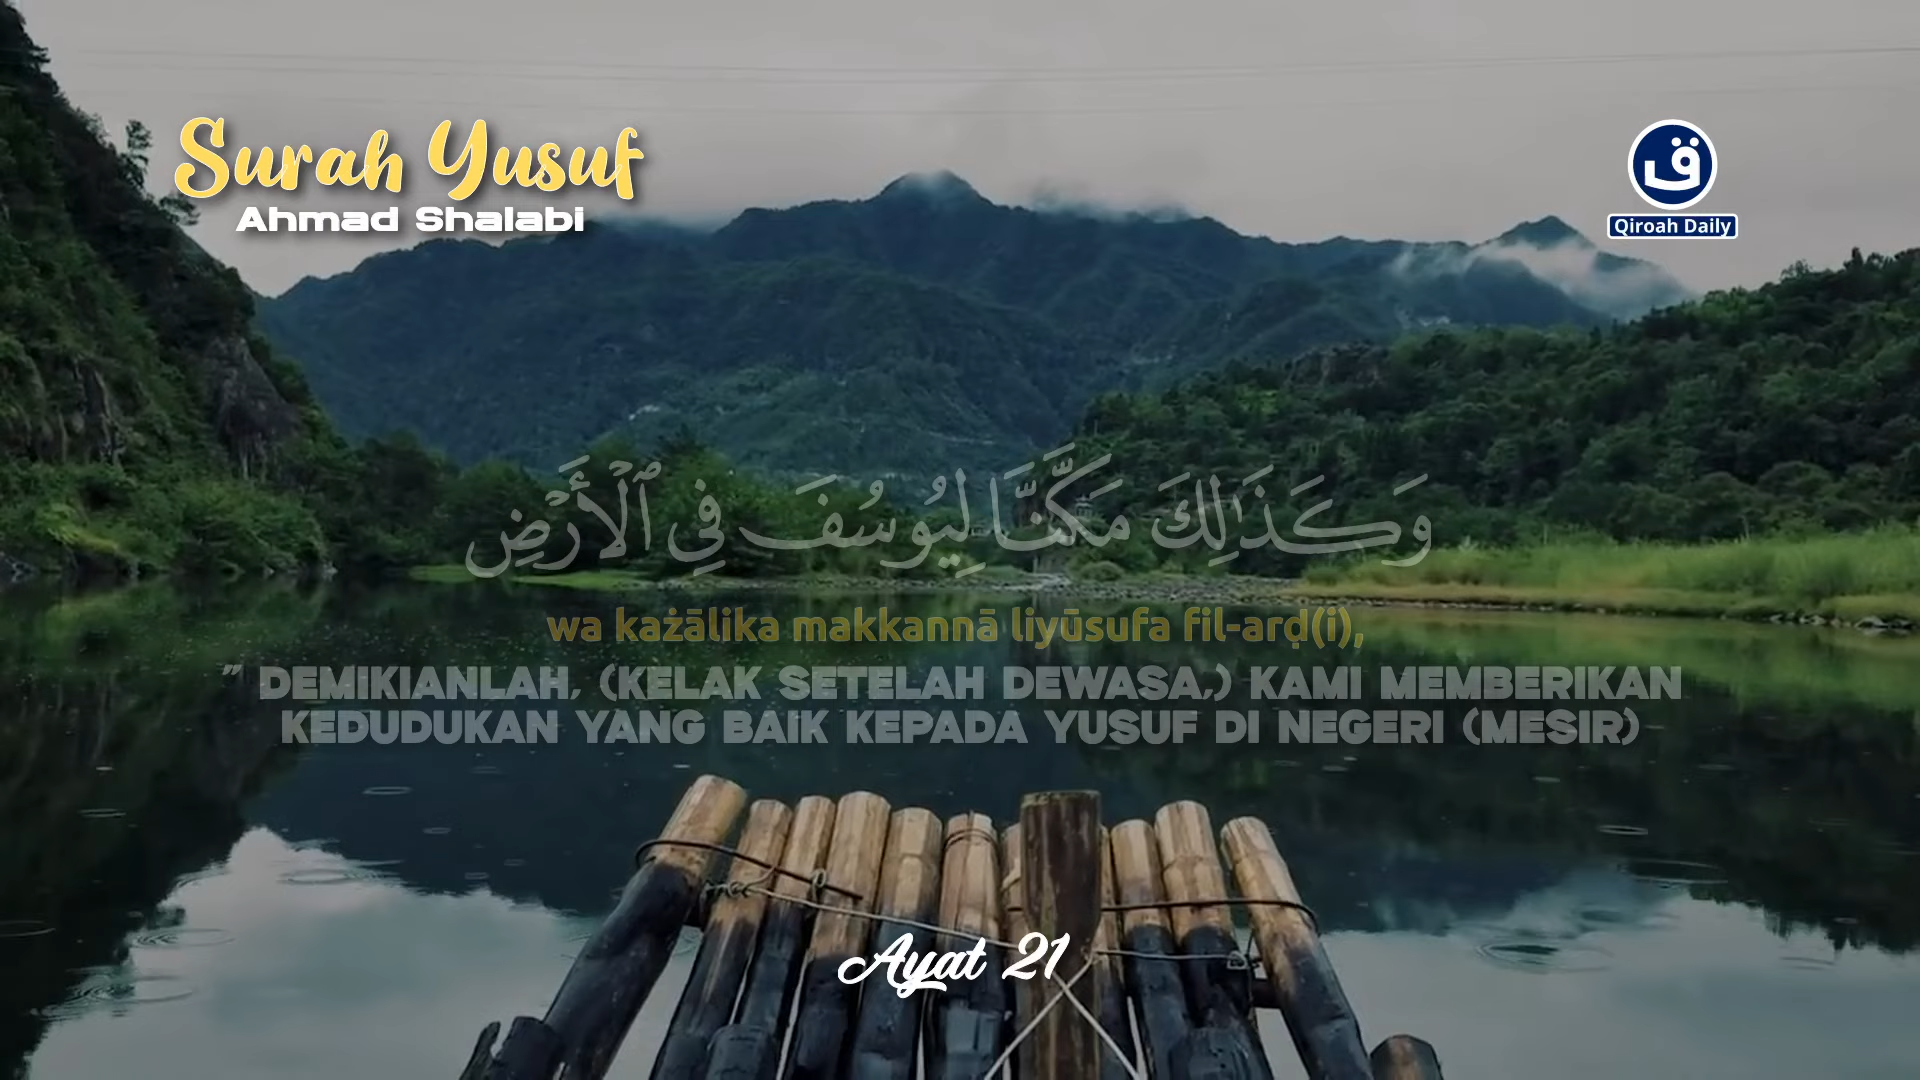 Surah Yusuf
Ahmad Shalabi
ق
Qiroah Daily
وَكَذَٰلِكَ مَكَّنَّا لِيُوسُفَ فِي ٱلْأَرْضِ
wa każālika makkannā liyūsufa fil-arḍ(i),
" DEMIKIANLAH, (KELAK SETELAH DEWASA,) KAMI MEMBERIKAN
KEDUDUKAN YANG BAIK KEPADA YUSUF DI NEGERI (MESIR)
Ayat 21